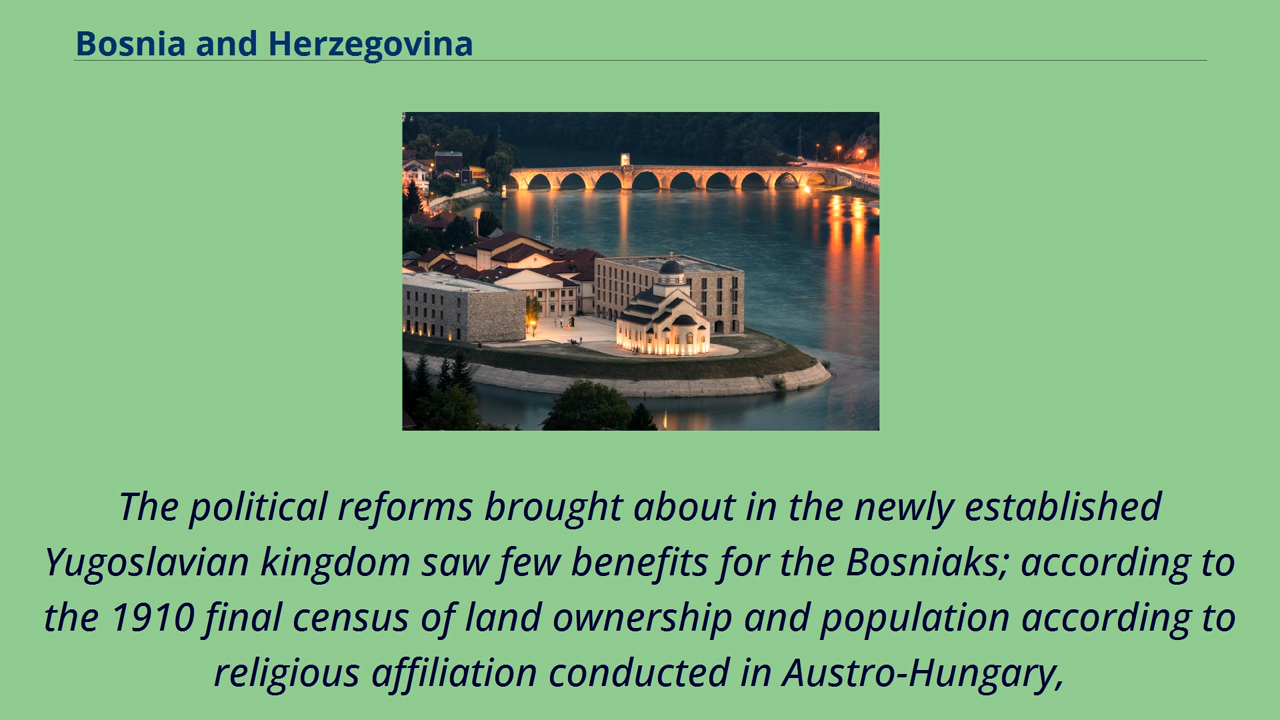 Bosnia and Herzegovina
The political reforms brought about in the newly established
Yugoslavian kingdom saw few benefits for the Bosniaks; according to
the 1910 final census of land ownership and population according to
religious affiliation conducted in Austro-Hungary,